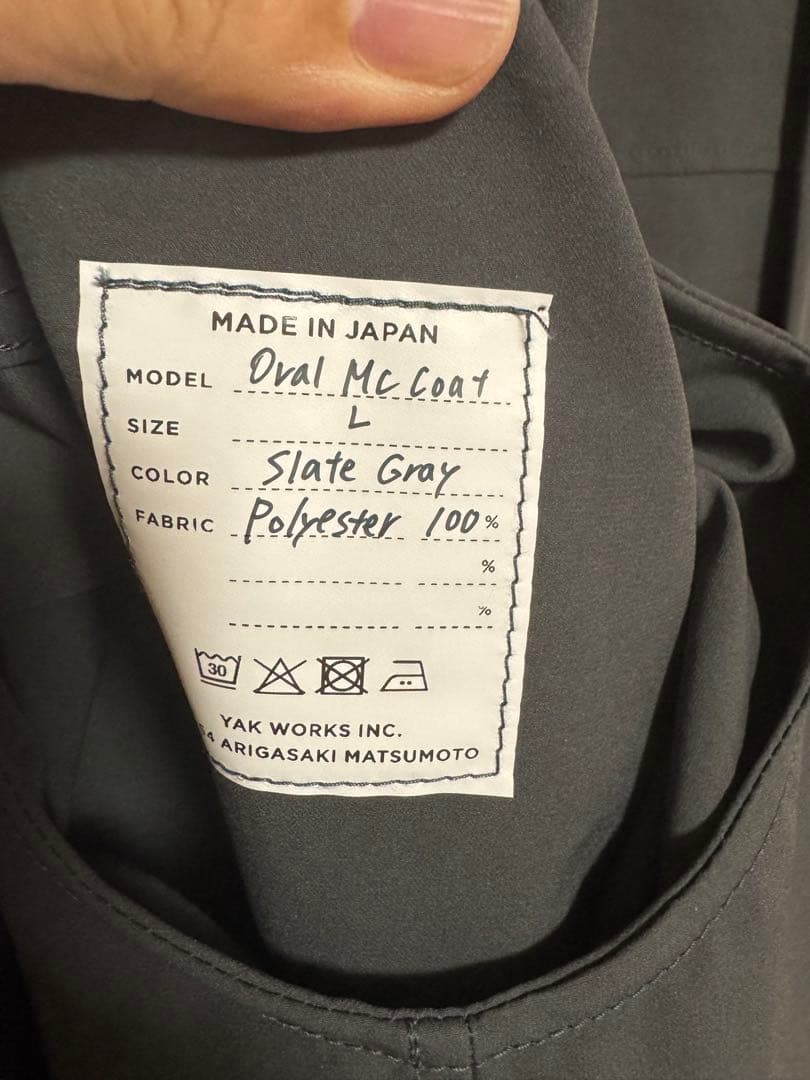 MADE IN JAPAN
MODEL Oval Mc Coat
SIZE L
COLOR Slate Gray
FABRIC Polyester 100%
%
%
30
YAK WORKS INC.
ARIGASAKI MATSUMOTO